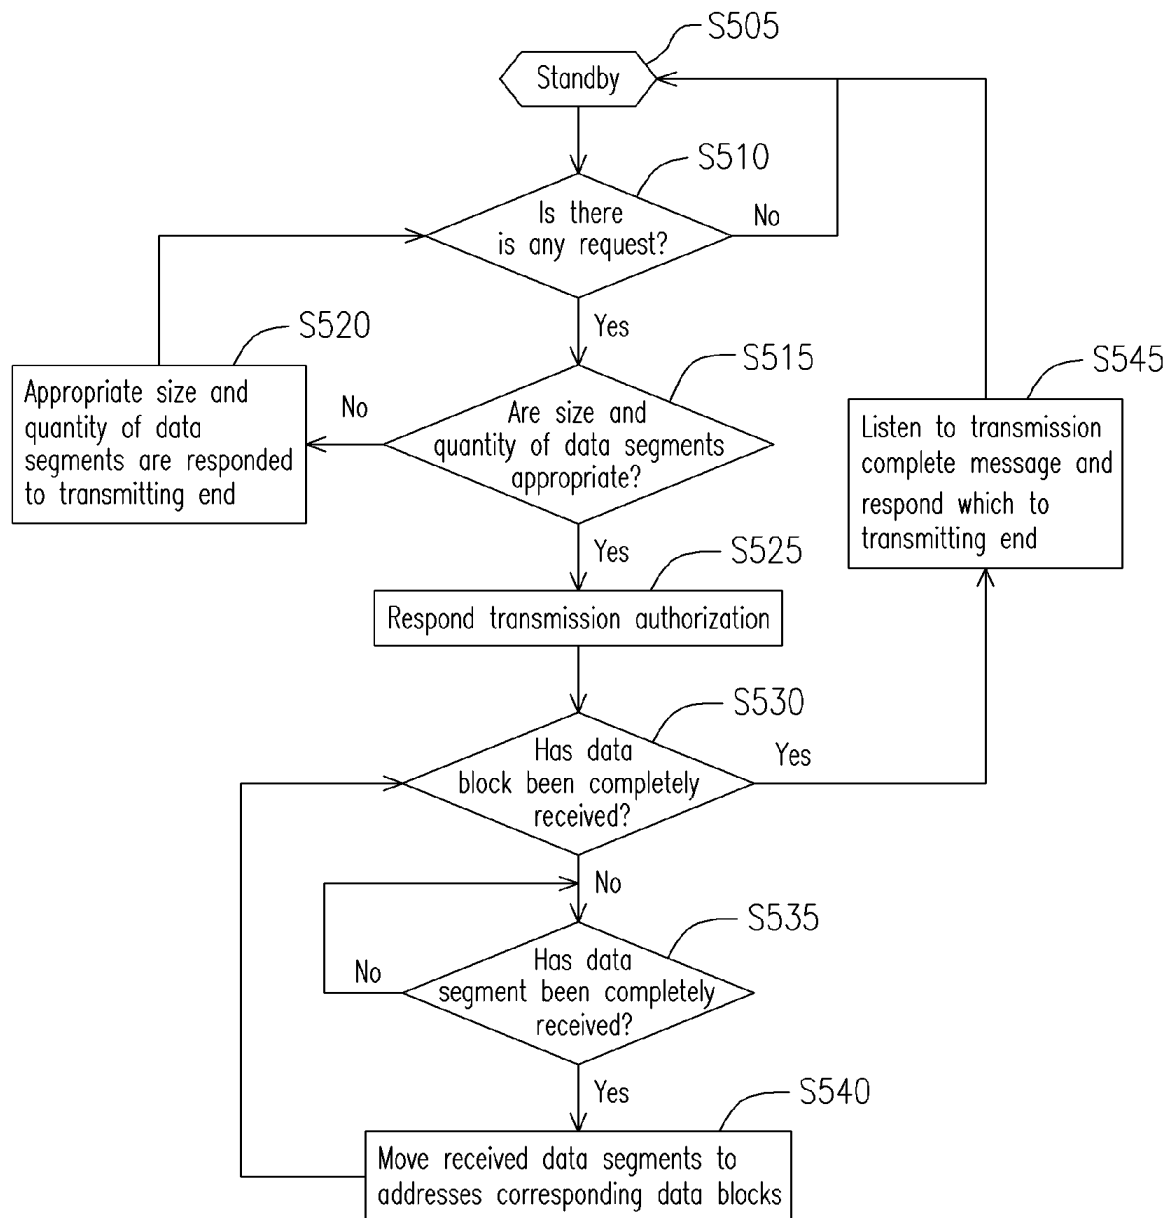 S505
Standby
S510
Is there
is any request?
No
Yes
S520
Appropriate size and
quantity of data
segments are responded
to transmitting end
S515
No
Are size and
quantity of data segments
appropriate?
S545
Listen to transmission
complete message and
respond which to
transmitting end
Yes
S525
Respond transmission authorization
S530
Has data
block been completely
received?
Yes
No
S535
No
Has data
segment been completely
received?
Yes
S540
Move received data segments to
addresses corresponding data blocks